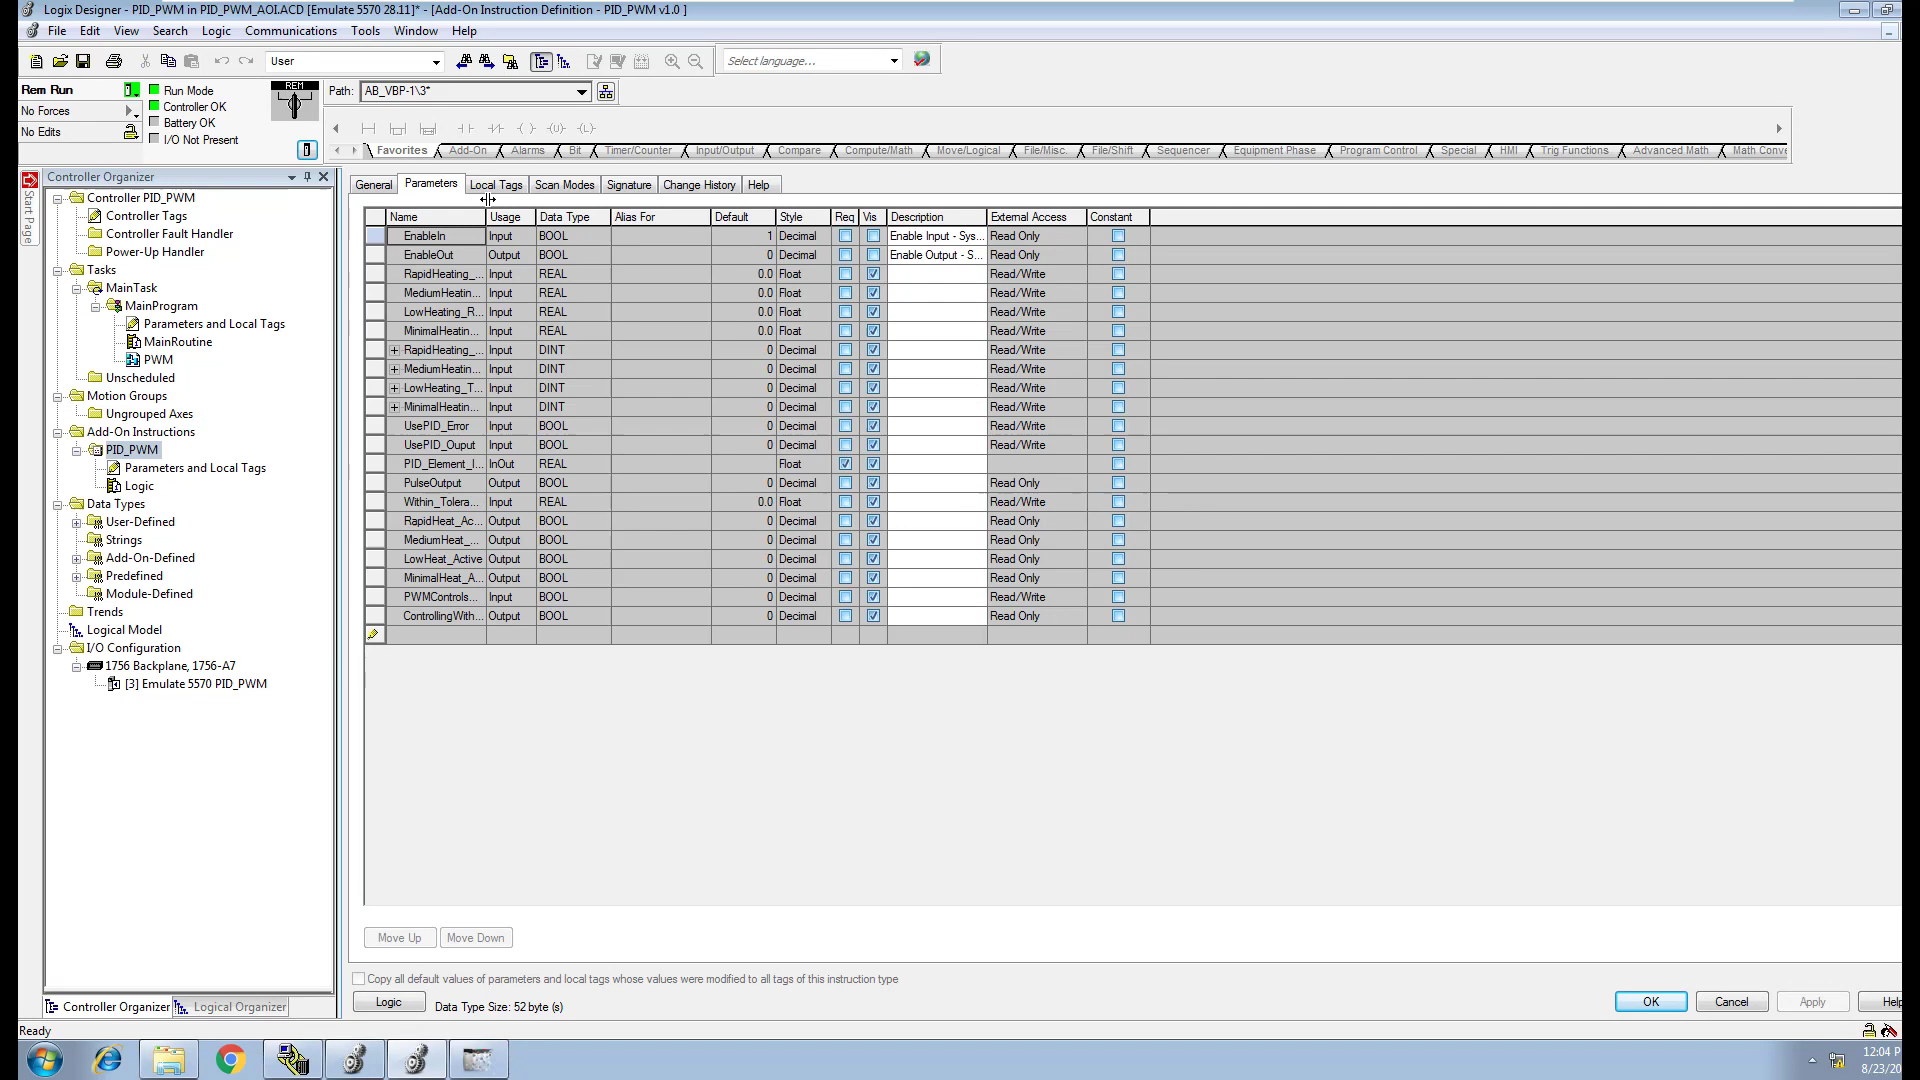 Logix Designer - PID_PWM in PID_PWM_AOI.ACD [Emulate 5570 28.11]* - [Add-On Instruction Definition - PID_PWM v1.0 ]
File Edit View Search Logic Communications Tools Window Help
User
Select language...
Rem Run
No Forces
No Edits
Run Mode
Controller OK
Battery OK
I/O Not Present
REM
Path: AB_VBP-1\3*
Favorites Add-On Alarms Bit Timer/Counter Input/Output Compare Compute/Math Move/Logical File/Misc. File/Shift Sequencer Equipment Phase Program Control Special HMI Trig Functions Advanced Math Math Conve
Start Page
Controller Organizer
Controller PID_PWM
Controller Tags
Controller Fault Handler
Power-Up Handler
Tasks
MainTask
MainProgram
Parameters and Local Tags
MainRoutine
PWM
Unscheduled
Motion Groups
Ungrouped Axes
Add-On Instructions
PID_PWM
Parameters and Local Tags
Logic
Data Types
User-Defined
Strings
Add-On-Defined
Predefined
Module-Defined
Trends
Logical Model
I/O Configuration
1756 Backplane, 1756-A7
[3] Emulate 5570 PID_PWM
Controller Organizer Logical Organizer
General Parameters Local Tags Scan Modes Signature Change History Help
Name Usage Data Type Alias For Default Style Req Vis Description External Access Constant
EnableIn Input BOOL 1 Decimal Enable Input - Sys... Read Only
EnableOut Output BOOL 0 Decimal Enable Output - S... Read Only
RapidHeating_... Input REAL 0.0 Float Read/Write
MediumHeatin... Input REAL 0.0 Float Read/Write
LowHeating_R... Input REAL 0.0 Float Read/Write
MinimalHeatin... Input REAL 0.0 Float Read/Write
RapidHeating_... Input DINT 0 Decimal Read/Write
MediumHeatin... Input DINT 0 Decimal Read/Write
LowHeating_T... Input DINT 0 Decimal Read/Write
MinimalHeatin... Input DINT 0 Decimal Read/Write
UsePID_Error Input BOOL 0 Decimal Read/Write
UsePID_Ouput Input BOOL 0 Decimal Read/Write
PID_Element_I... InOut REAL Float
PulseOutput Output BOOL 0 Decimal Read Only
Within_Tolera... Input REAL 0.0 Float Read/Write
RapidHeat_Ac... Output BOOL 0 Decimal Read Only
MediumHeat_... Output BOOL 0 Decimal Read Only
LowHeat_Active Output BOOL 0 Decimal Read Only
MinimalHeat_A... Output BOOL 0 Decimal Read Only
PWMControls... Input BOOL 0 Decimal Read/Write
ControllingWith... Output BOOL 0 Decimal Read Only
Move Up Move Down
Copy all default values of parameters and local tags whose values were modified to all tags of this instruction type
Logic Data Type Size: 52 byte (s)
OK Cancel Apply Help
Ready
12:04 P
8/23/20